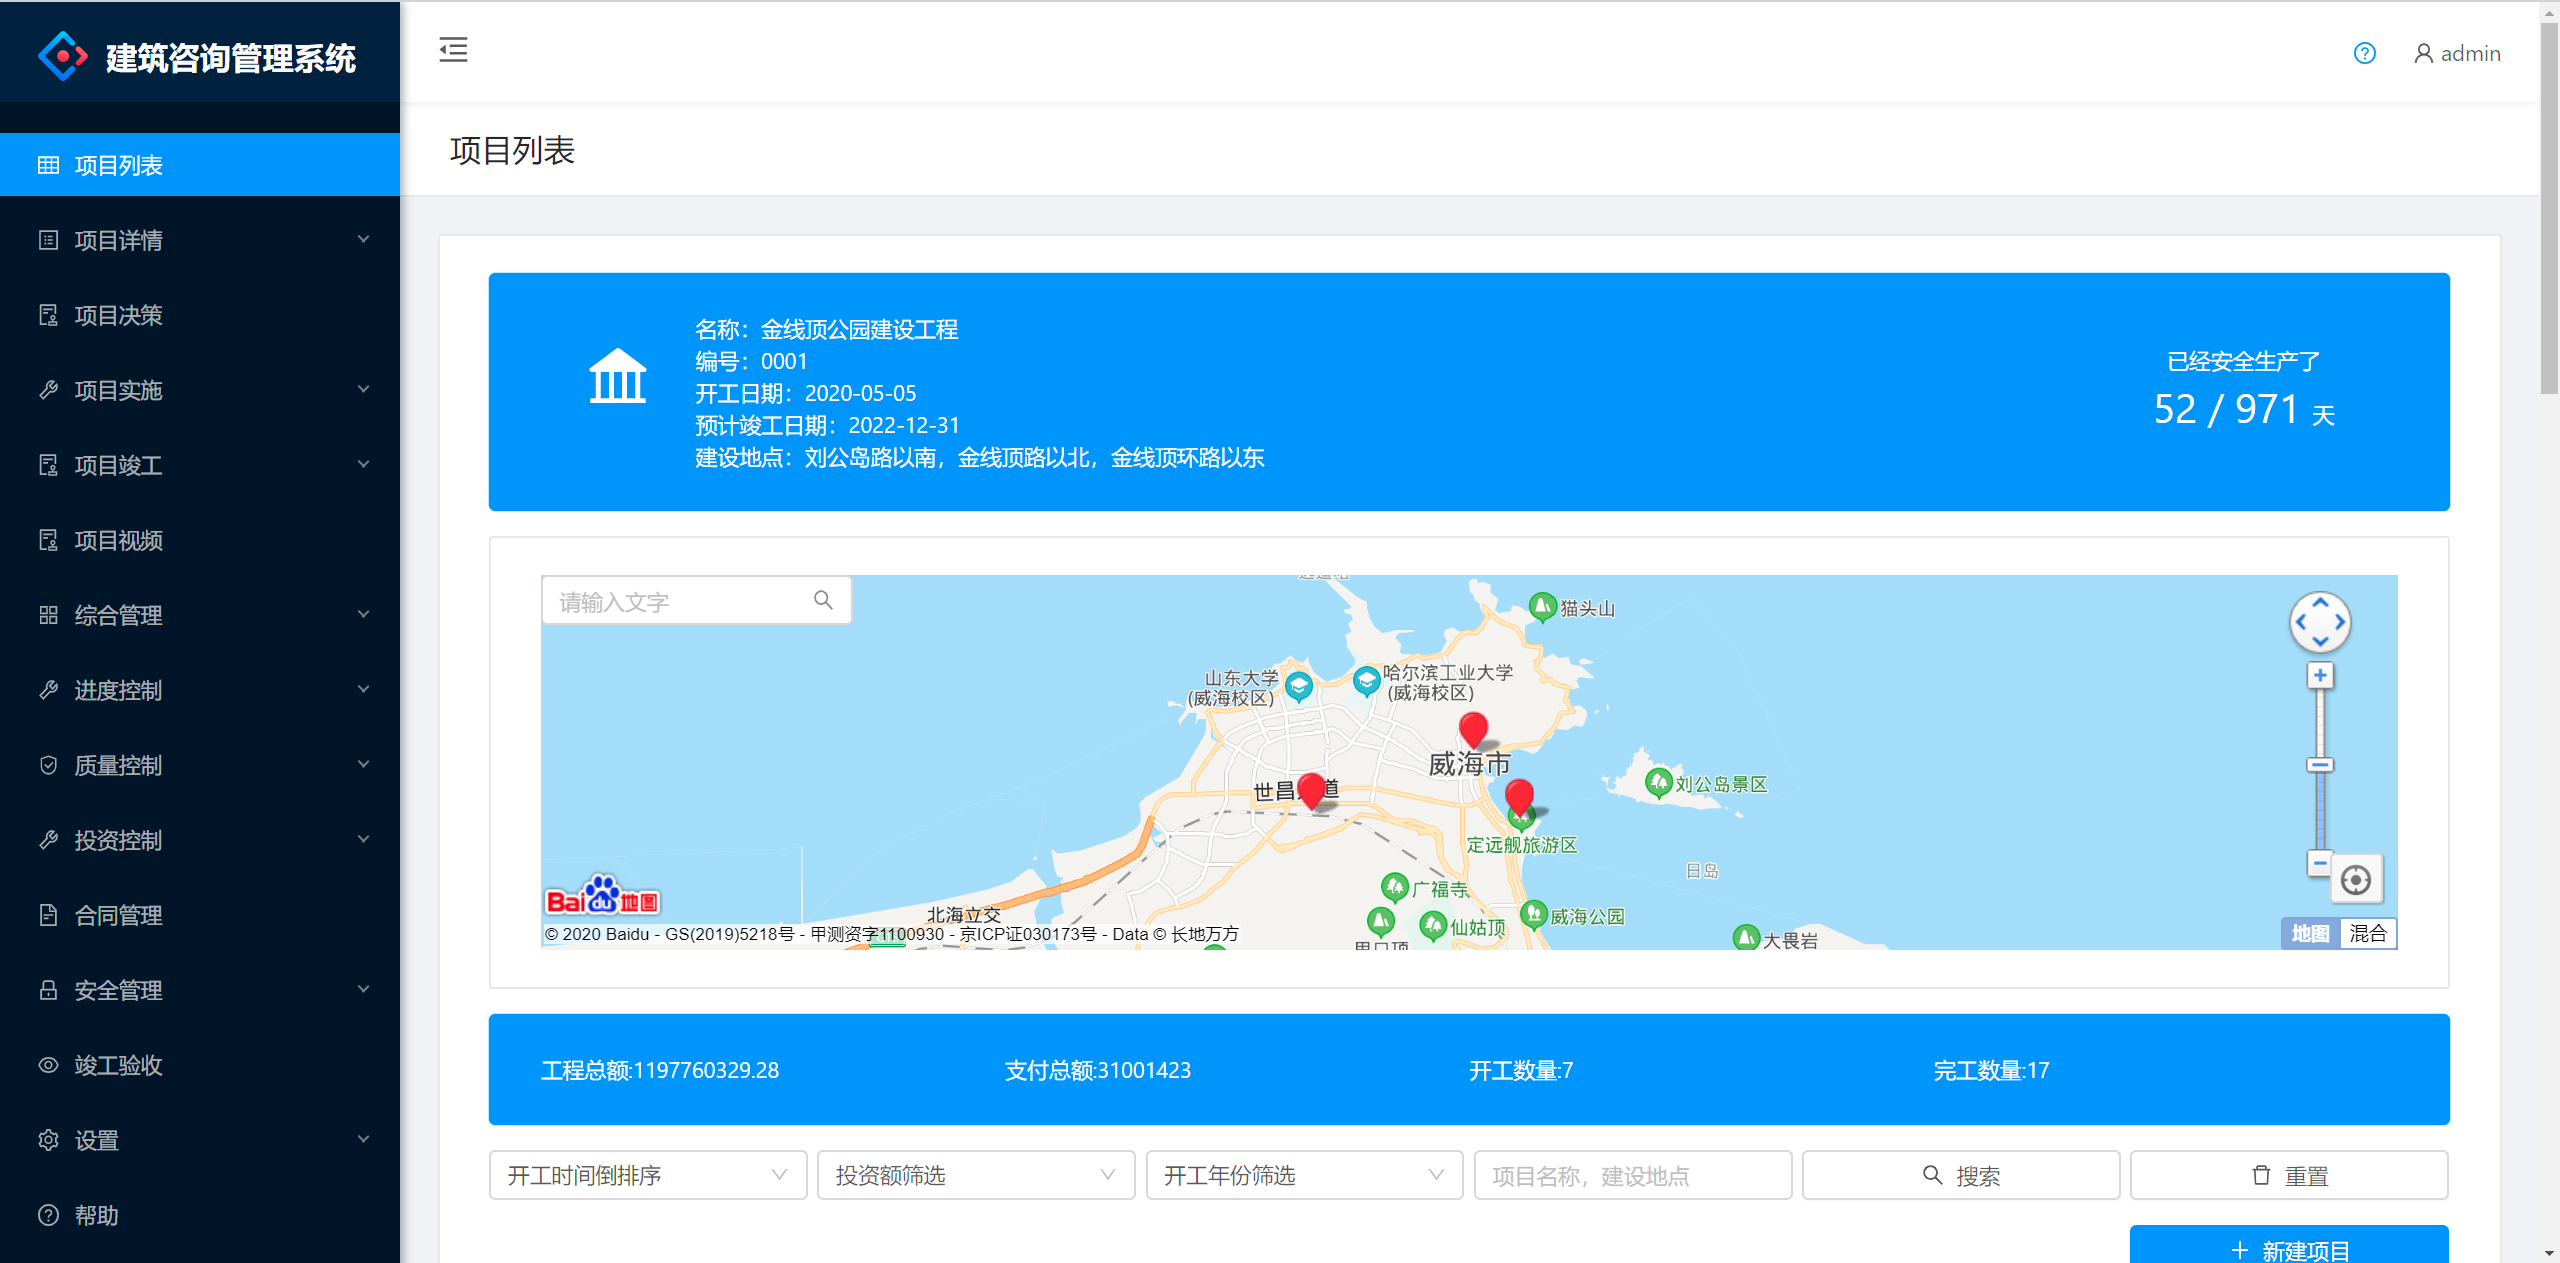 建筑咨询管理系统
admin
项目列表
项目列表
项目详情
项目决策
项目实施
项目竣工
项目视频
综合管理
进度控制
质量控制
投资控制
合同管理
安全管理
竣工验收
设置
帮助
名称：金线顶公园建设工程
编号：0001
开工日期：2020-05-05
预计竣工日期：2022-12-31
建设地点：刘公岛路以南，金线顶路以北，金线顶环路以东
已经安全生产了
52 / 971 天
请输入文字
猫头山
山东大学
(威海校区)
哈尔滨工业大学
(威海校区)
威海市
世昌 道
刘公岛景区
定远舰旅游区
日岛
广福寺
仙姑顶
威海公园
大畏岩
北海立交
Bai du 地图
© 2020 Baidu - GS(2019)5218号 - 甲测资字1100930 - 京ICP证030173号 - Data © 长地万方
地图 混合
工程总额:1197760329.28
支付总额:31001423
开工数量:7
完工数量:17
开工时间倒排序
投资额筛选
开工年份筛选
项目名称，建设地点
搜索
重置
新建项目